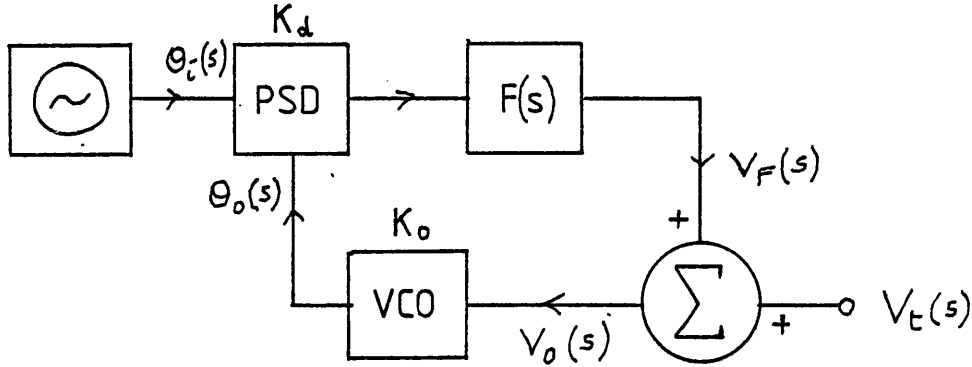 K_d
θ_i(s)
PSD
F(s)
V_F(s)
θ_o(s)
K_o
+
VCO
Σ
V_o(s)
+
V_t(s)